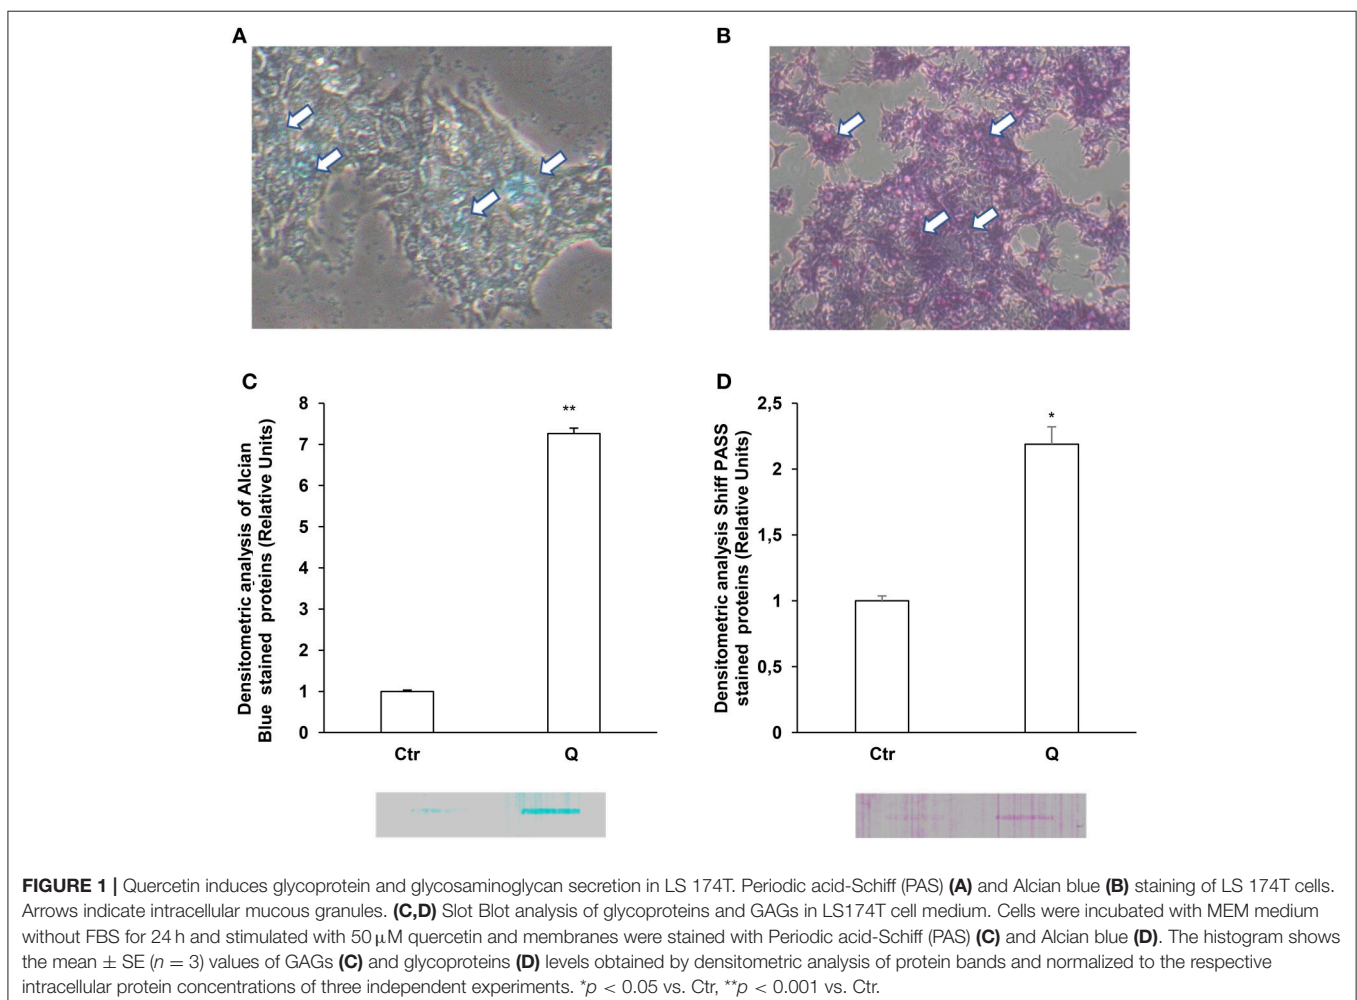 A
B
C
D
8
7
6
5
4
3
2
1
0
Densitometric analysis of Alcian
Blue stained proteins (Relative Units)
**
Ctr
Q
2,5
2
1,5
1
0,5
0
Densitometric analysis Shiff PASS
stained proteins (Relative Units)
*
Ctr
Q
FIGURE 1 | Quercetin induces glycoprotein and glycosaminoglycan secretion in LS 174T. Periodic acid-Schiff (PAS) (A) and Alcian blue (B) staining of LS 174T cells.
Arrows indicate intracellular mucous granules. (C,D) Slot Blot analysis of glycoproteins and GAGs in LS174T cell medium. Cells were incubated with MEM medium
without FBS for 24 h and stimulated with 50 μM quercetin and membranes were stained with Periodic acid-Schiff (PAS) (C) and Alcian blue (D). The histogram shows
the mean ± SE (n = 3) values of GAGs (C) and glycoproteins (D) levels obtained by densitometric analysis of protein bands and normalized to the respective
intracellular protein concentrations of three independent experiments. *p < 0.05 vs. Ctr, **p < 0.001 vs. Ctr.